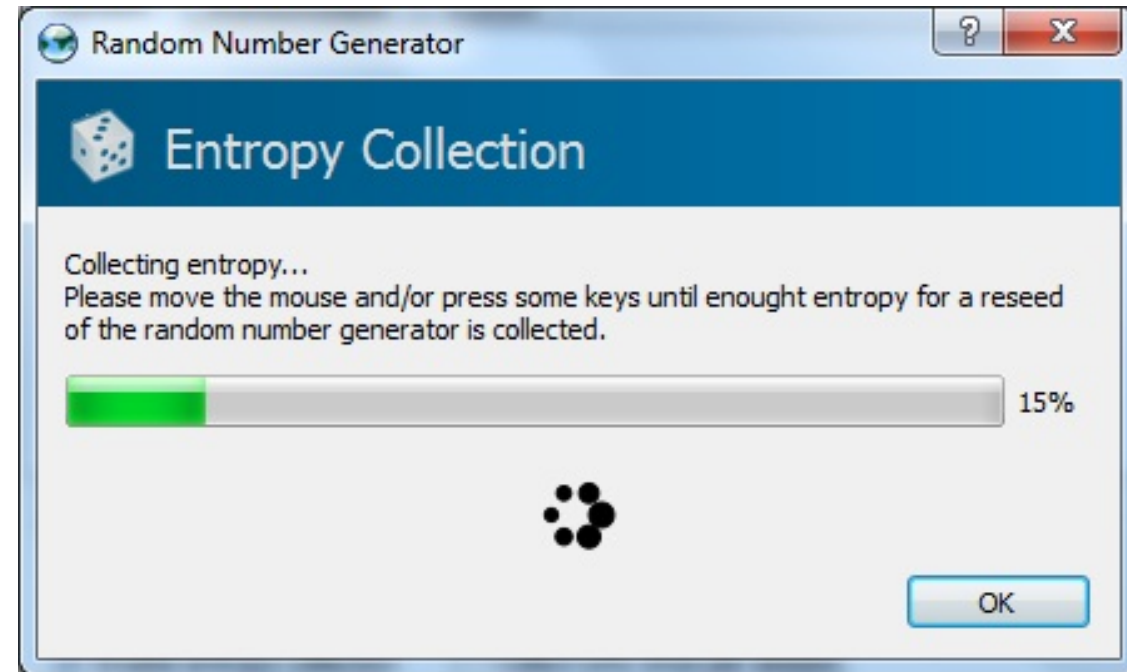 Random Number Generator
Entropy Collection
Collecting entropy...
Please move the mouse and/or press some keys until enought entropy for a reseed
of the random number generator is collected.
15%
OK